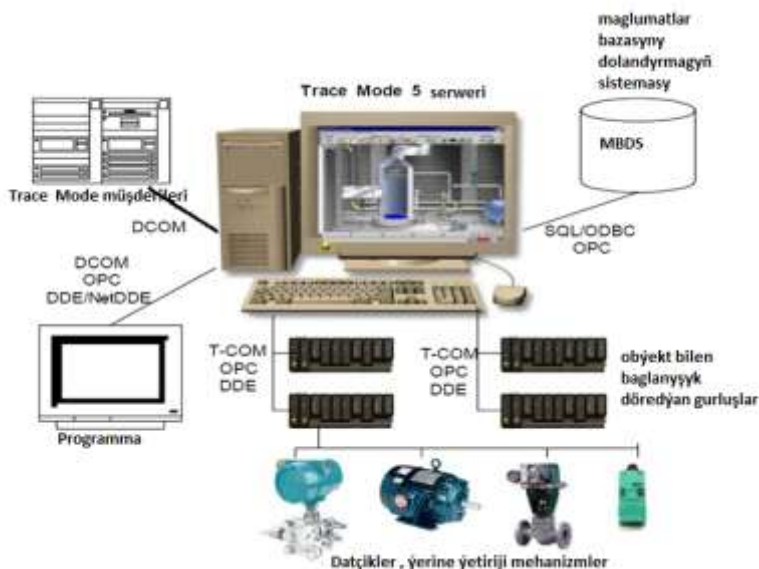 maglumatlar
bazasyny
dolandyrmagyň
sistemasy
Trace Mode 5 serweri
MBDS
Trace Mode müşderileri
DCOM
SQL/ODBC
OPC
DCOM
OPC
DDE/NetDDE
T-COM
OPC
DDE
T-COM
OPC
DDE
obýekt bilen
baglanyşyk
döredýan gurluşlar
Programma
Datçikler , ýerine ýetiriji mehanizmler